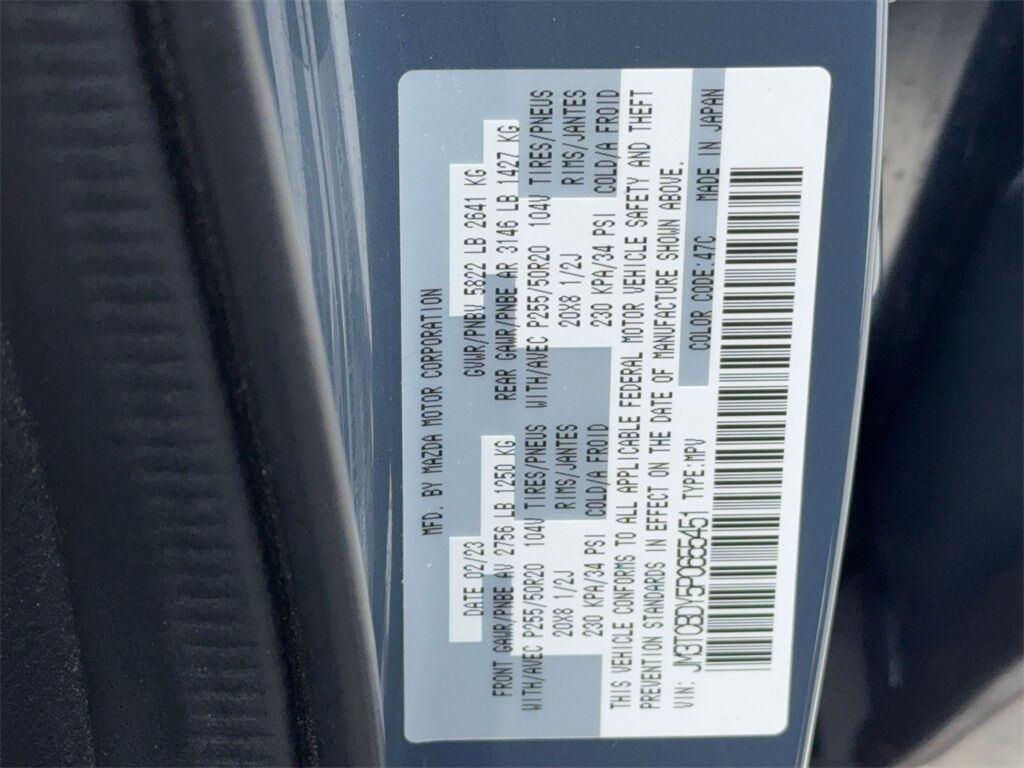 MFD. BY MAZDA MOTOR CORPORATION
DATE 02/23 GVWR/PNBV 5822 LB 2641 KG
FRONT GAWR/PNBE AV 2756 LB 1250 KG REAR GAWR/PNBE AR 3146 LB 1427 KG
WITH/AVEC P255/50R20 104V TIRES/PNEUS WITH/AVEC P255/50R20 104V TIRES/PNEUS
20X8 1/2J RIMS/JANTES 20X8 1/2J RIMS/JANTES
230 KPA/34 PSI COLD/A FROID 230 KPA/34 PSI COLD/A FROID
THIS VEHICLE CONFORMS TO ALL APPLICABLE FEDERAL MOTOR VEHICLE SAFETY AND THEFT
PREVENTION STANDARDS IN EFFECT ON THE DATE OF MANUFACTURE SHOWN ABOVE.
VIN: JM3TCBDY5P0655451 TYPE:MPV COLOR CODE:47C MADE IN JAPAN